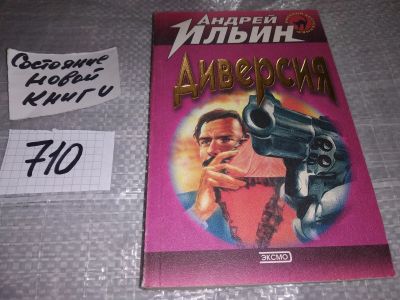 Состояние
новой
книги
710
Андрей
Ильин
Диверсия
ЭКСМО